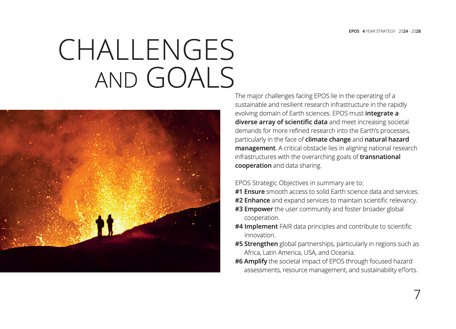 EPOS 4 YEAR STRATEGY 2024 - 2028
CHALLENGES
AND GOALS
The major challenges facing EPOS lie in the operating of a
sustainable and resilient research infrastructure in the rapidly
evolving domain of Earth sciences. EPOS must integrate a
diverse array of scientific data and meet increasing societal
demands for more refined research into the Earth's processes,
particularly in the face of climate change and natural hazard
management. A critical obstacle lies in aligning national research
infrastructures with the overarching goals of transnational
cooperation and data sharing.
EPOS Strategic Objectives in summary are to:
#1 Ensure smooth access to solid Earth science data and services.
#2 Enhance and expand services to maintain scientific relevancy.
#3 Empower the user community and foster broader global
cooperation.
#4 Implement FAIR data principles and contribute to scientific
innovation.
#5 Strengthen global partnerships, particularly in regions such as
Africa, Latin America, USA, and Oceania.
#6 Amplify the societal impact of EPOS through focused hazard
assessments, resource management, and sustainability efforts.
7